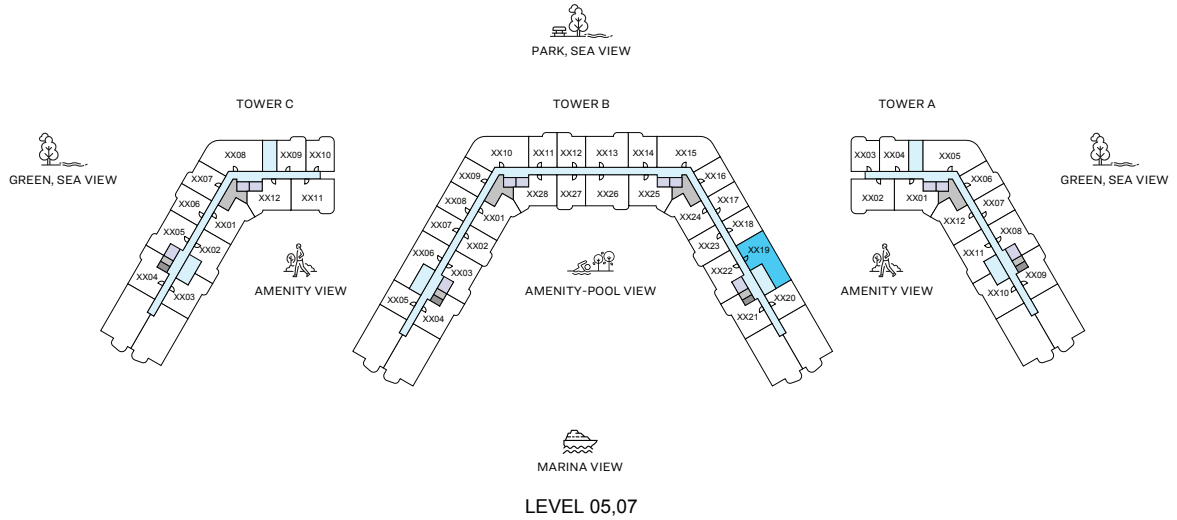 PARK, SEA VIEW
TOWER C
TOWER B
TOWER A
GREEN, SEA VIEW
GREEN, SEA VIEW
XX08
XX09
XX10
XX07
XX06
XX05
XX04
XX01
XX02
XX03
XX12
XX11
XX10
XX11
XX12
XX13
XX14
XX15
XX09
XX08
XX07
XX06
XX05
XX01
XX02
XX03
XX04
XX28
XX27
XX26
XX25
XX16
XX17
XX18
XX19
XX20
XX24
XX23
XX22
XX21
XX03
XX04
XX05
XX02
XX01
XX06
XX07
XX08
XX09
XX12
XX11
XX10
AMENITY VIEW
AMENITY-POOL VIEW
AMENITY VIEW
MARINA VIEW
LEVEL 05,07